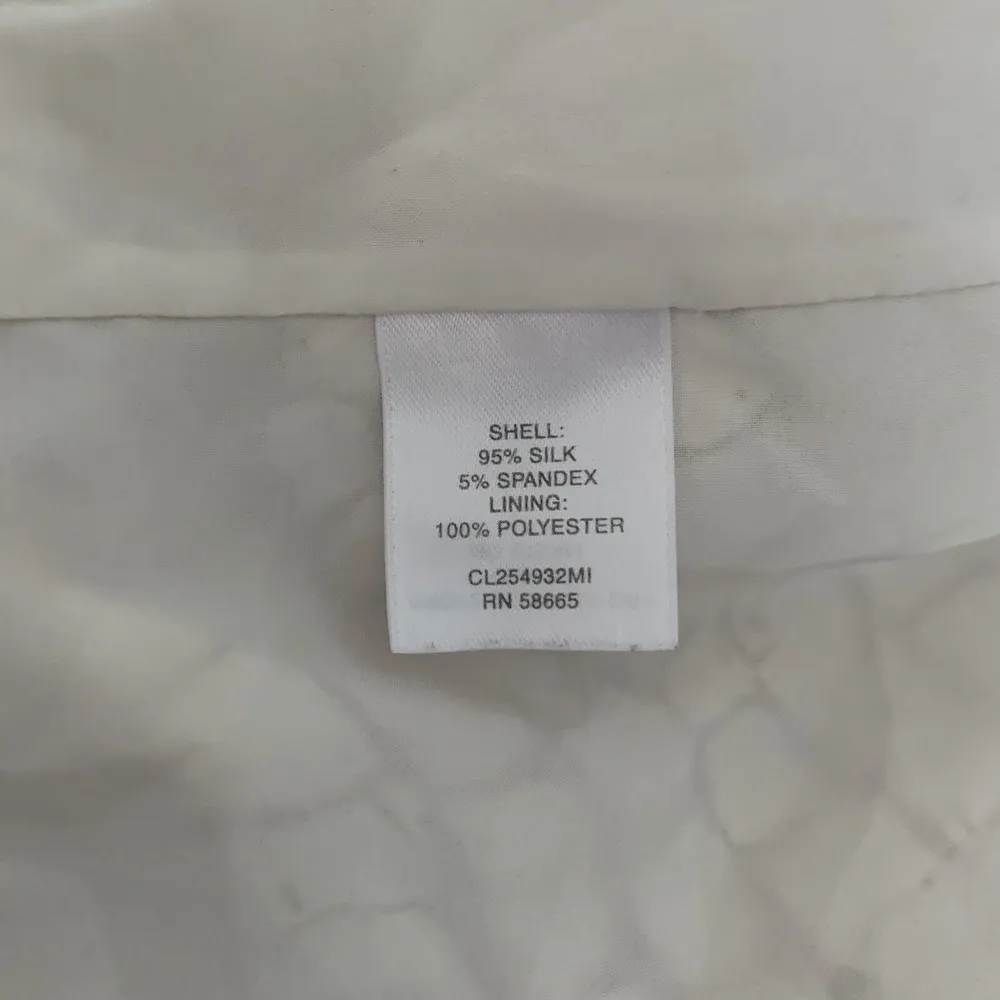 SHELL:
95% SILK
5% SPANDEX
LINING:
100% POLYESTER
CL254932MI
RN 58665